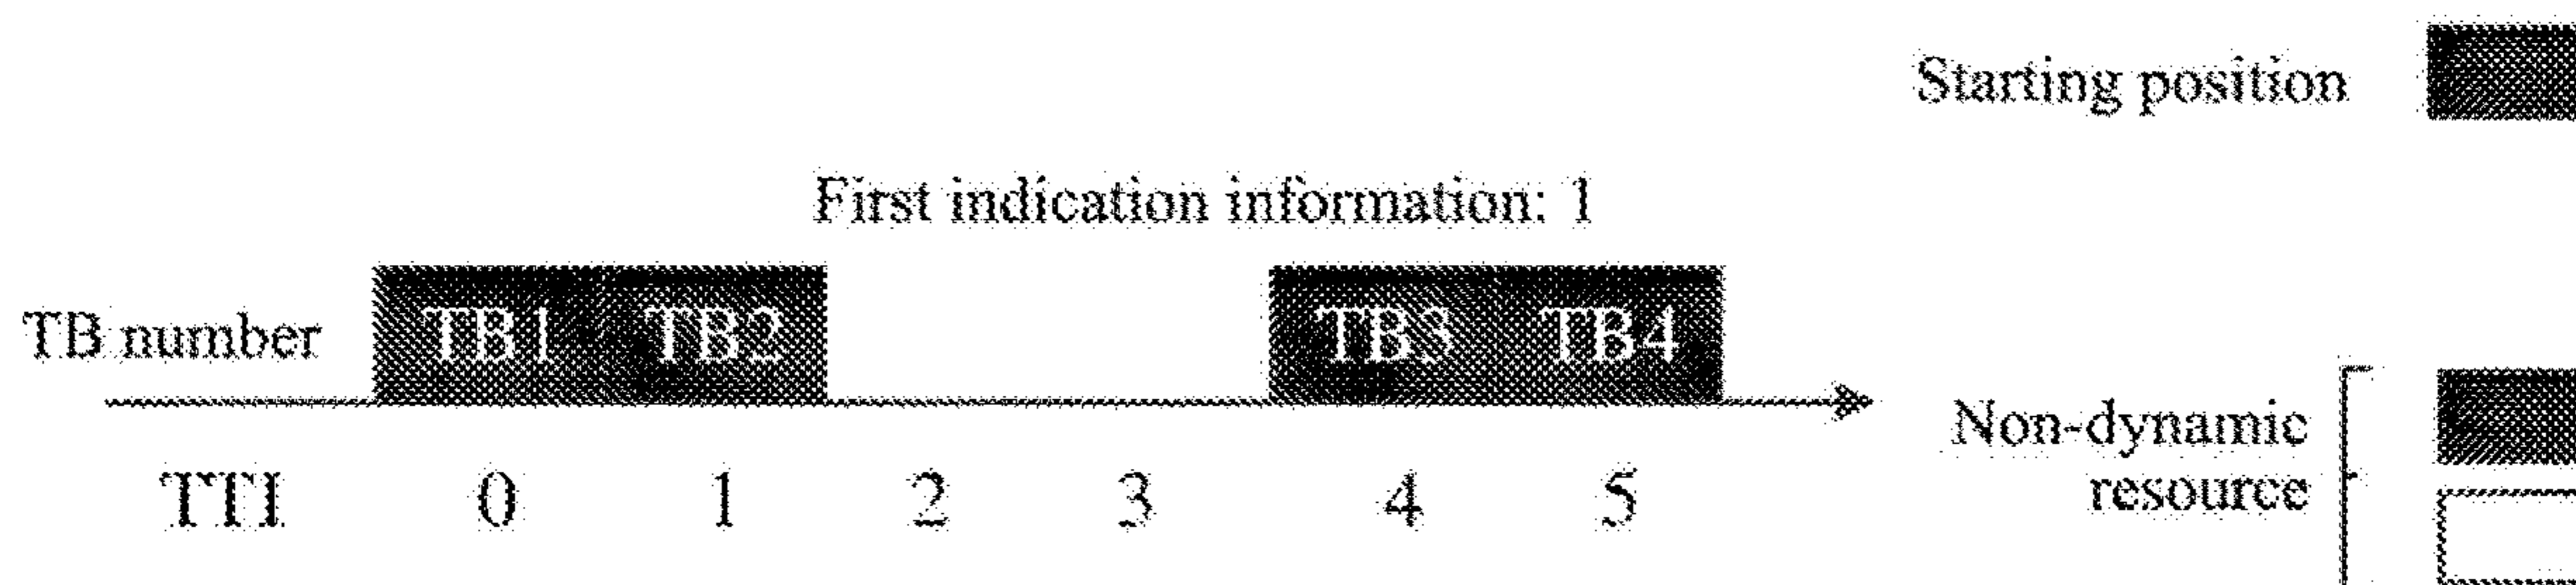 Starting position
First indication information: 1
TB number TB1 TB2 TB3 TB4
TTI 0 1 2 3 4 5
Non-dynamic
resource